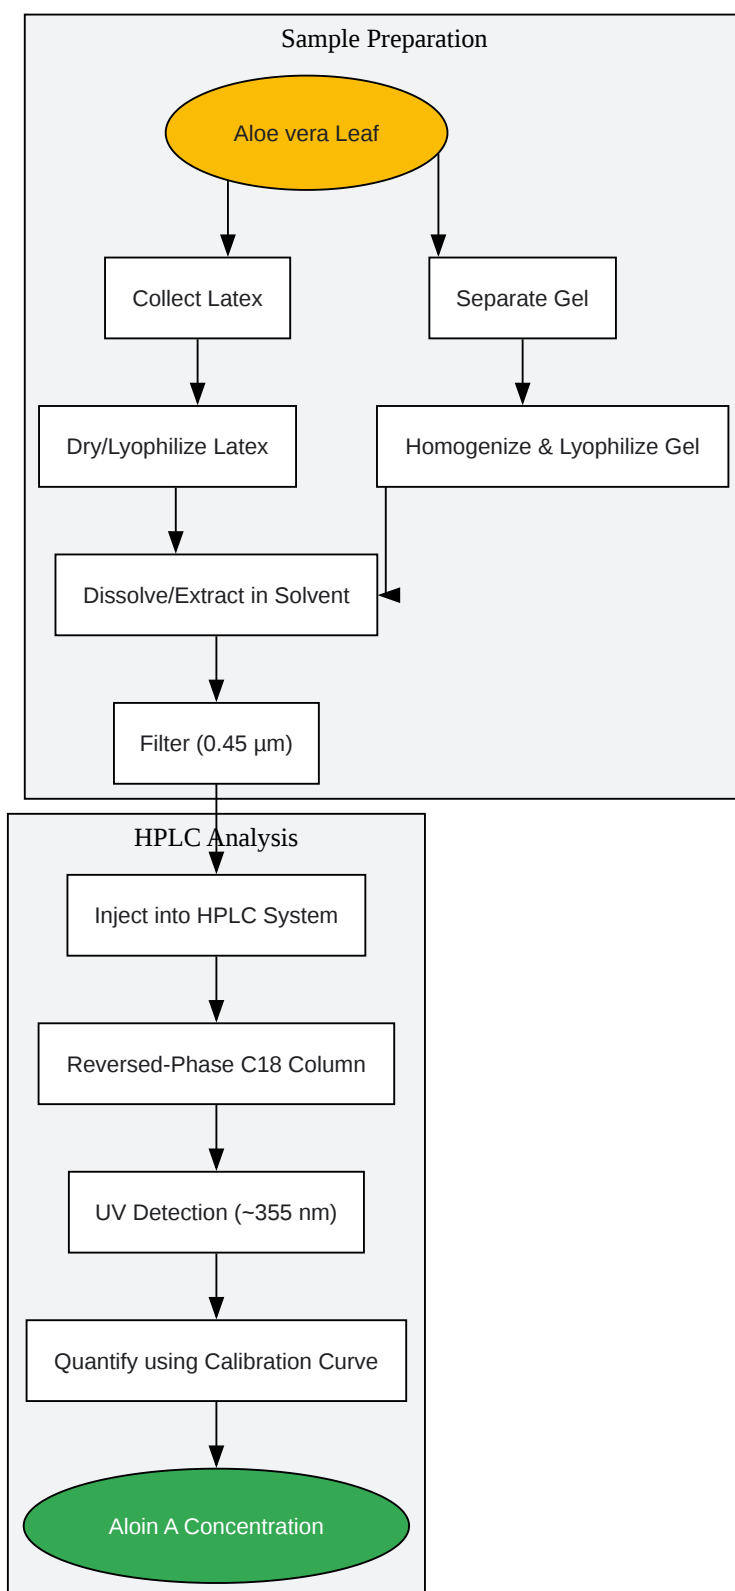 Sample Preparation
Aloe vera Leaf
Collect Latex
Separate Gel
Dry/Lyophilize Latex
Homogenize & Lyophilize Gel
Dissolve/Extract in Solvent
Filter (0.45 µm)
HPLC Analysis
Inject into HPLC System
Reversed-Phase C18 Column
UV Detection (~355 nm)
Quantify using Calibration Curve
Aloin A Concentration